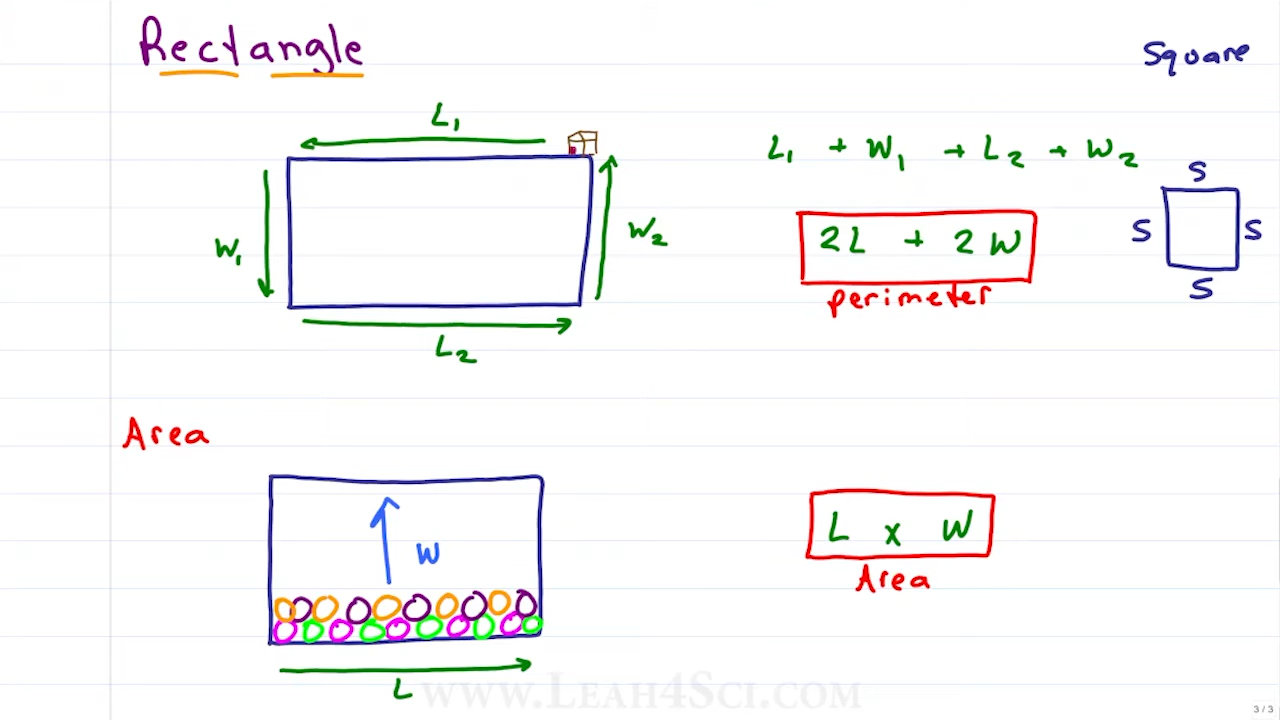 Rectangle
Square
L1
L1 + W1 + L2 + W2
S
W1
W2
2L + 2W
S
S
perimeter
S
L2
Area
L x W
W
Area
L
www.Leah4Sci.com
3 / 3